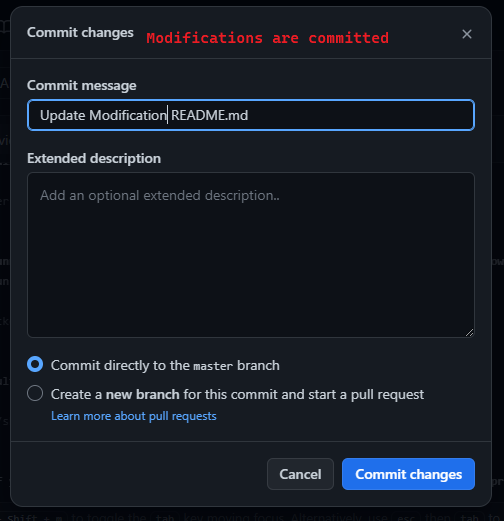 Commit changes Modifications are committed
Commit message
Update Modification README.md
Extended description
Add an optional extended description..
Commit directly to the master branch
Create a new branch for this commit and start a pull request
Learn more about pull requests
Cancel Commit changes